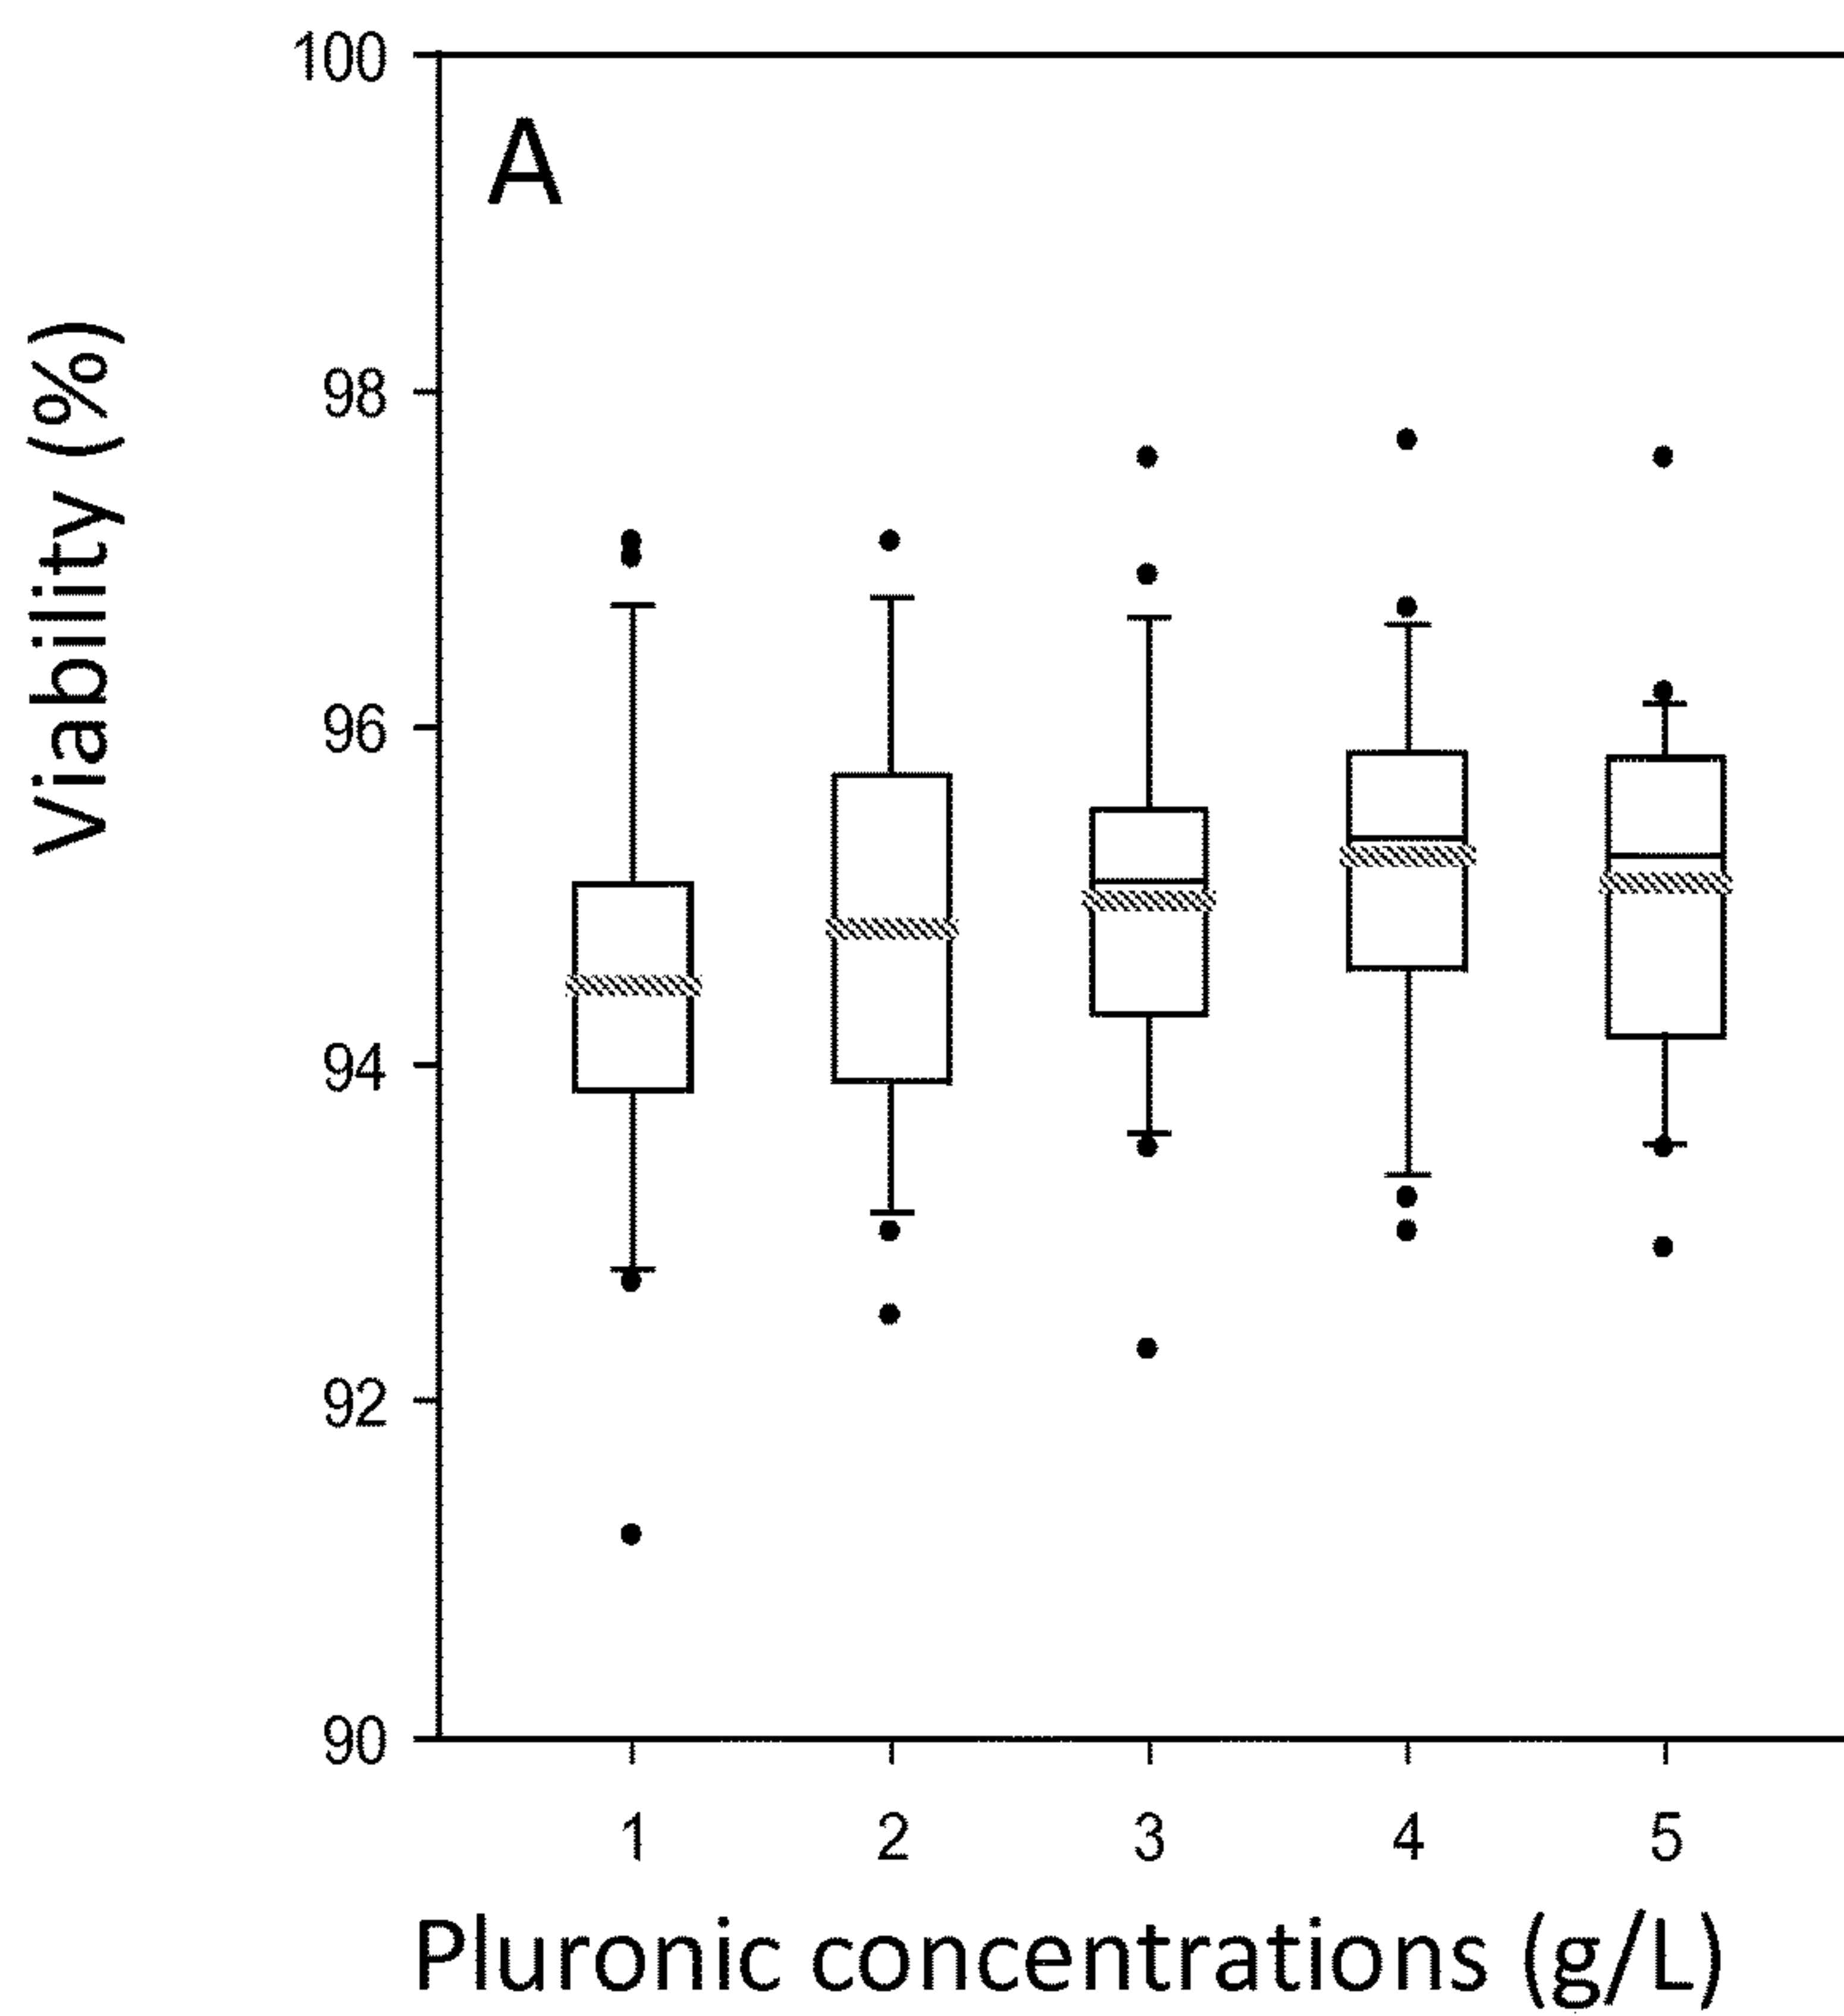 100
A
98
96
94
92
90
Viability (%)
1 2 3 4 5
Pluronic concentrations (g/L)